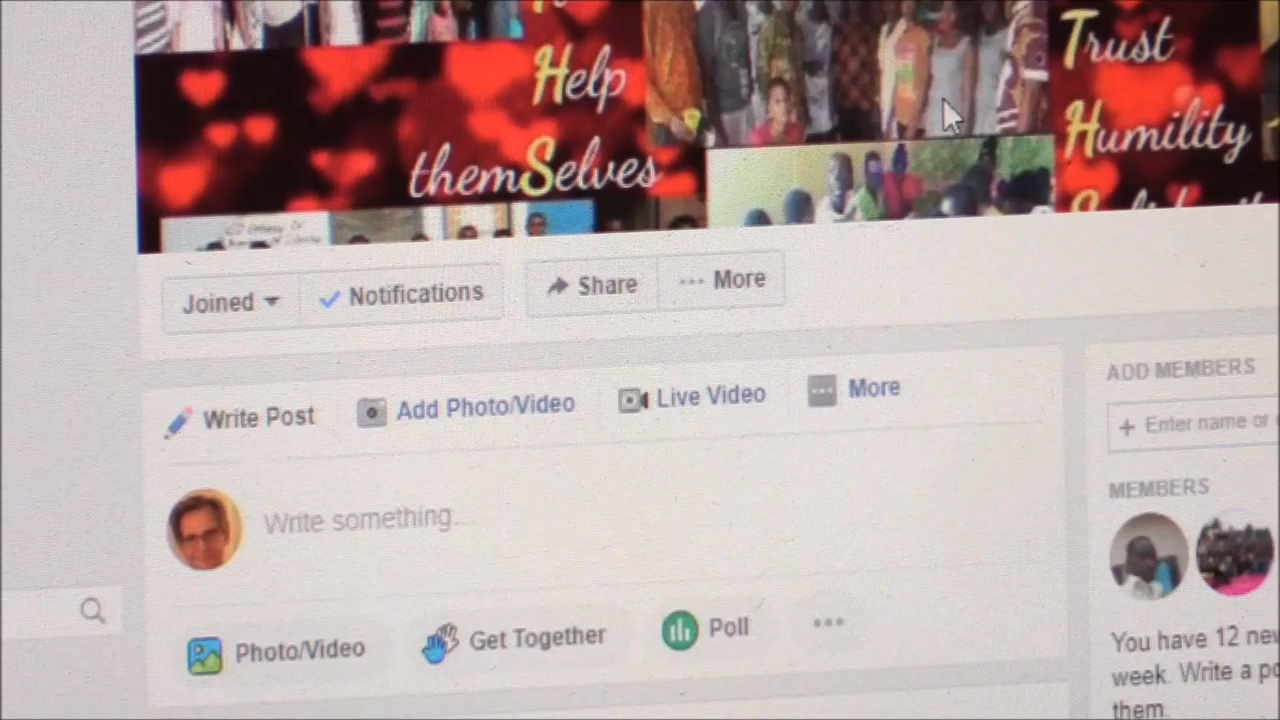 Help
themSelves
Trust
Humility
Joined
Notifications
Share
More
Write Post
Add Photo/Video
Live Video
More
Write something...
Photo/Video
Get Together
Poll
ADD MEMBERS
+ Enter name or
MEMBERS
You have 12 new
week. Write a po
them.